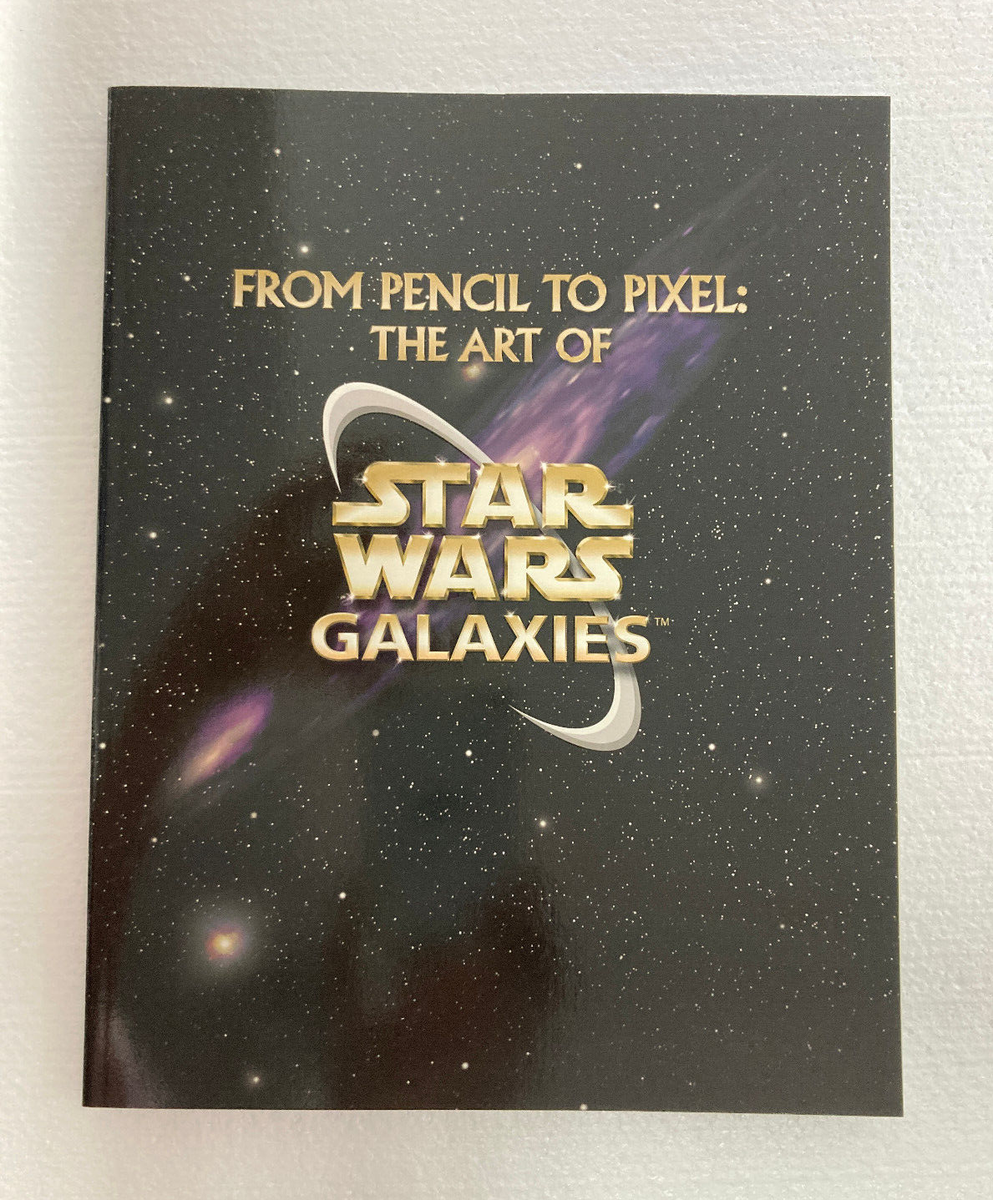 FROM PENCIL TO PIXEL:
THE ART OF
STAR
WARS
GALAXIES™